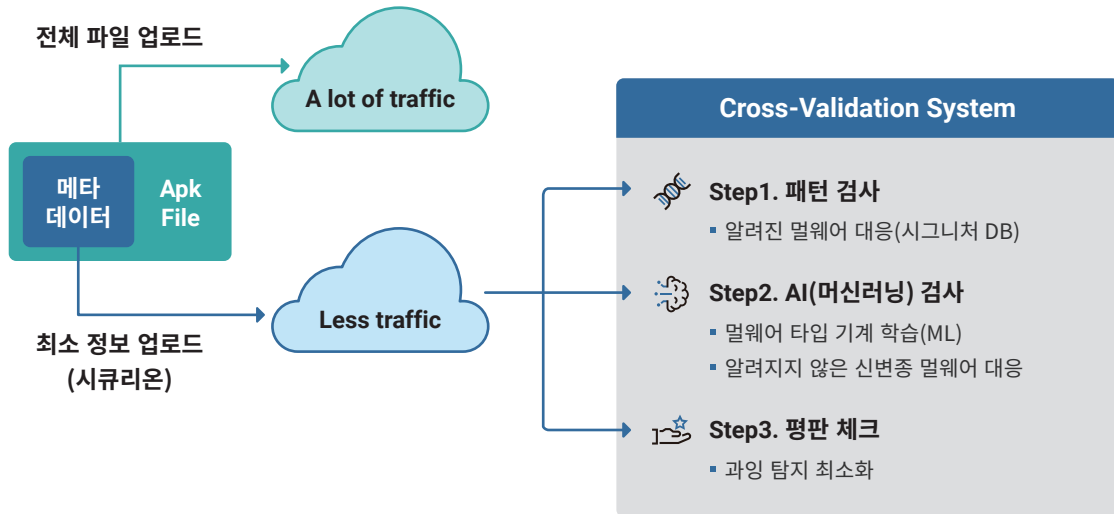 전체 파일 업로드
A lot of traffic
메타
데이터
Apk
File
최소 정보 업로드
(시큐리온)
Less traffic
Cross-Validation System
Step1. 패턴 검사
▪ 알려진 멀웨어 대응(시그니처 DB)
Step2. AI(머신러닝) 검사
▪ 멀웨어 타입 기계 학습(ML)
▪ 알려지지 않은 신변종 멀웨어 대응
Step3. 평판 체크
▪ 과잉 탐지 최소화